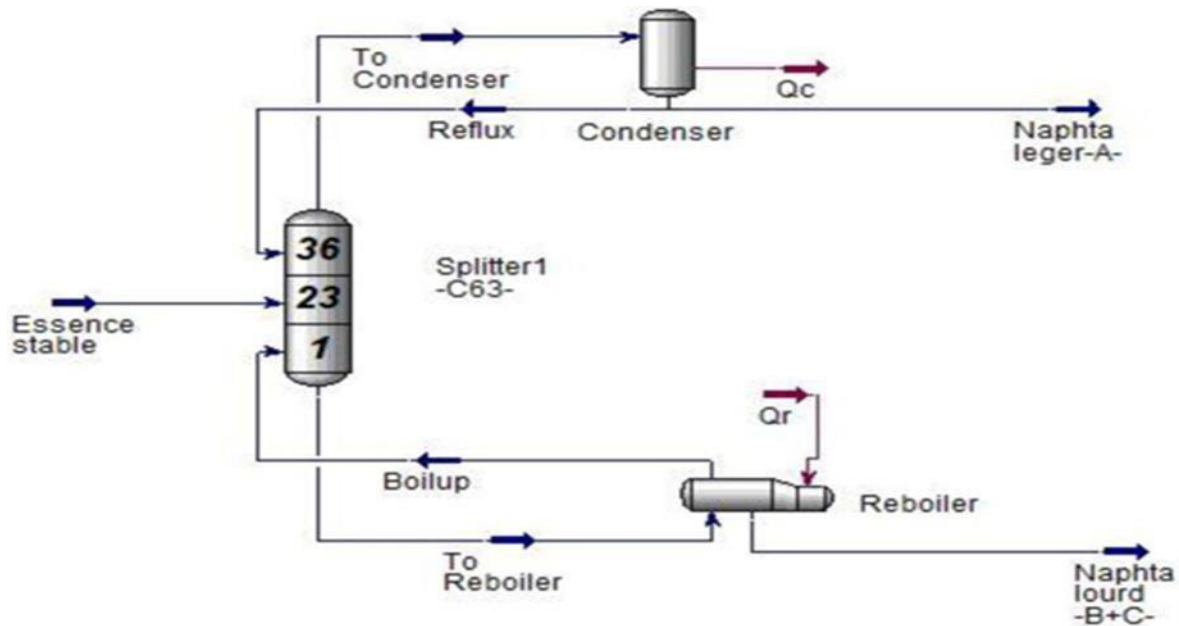 To
Condenser
Qc
Reflux
Condenser
Naphta
leger-A-
36
23
1
Splitter1
-C63-
Essence
stable
Qr
Boilup
Reboiler
To
Reboiler
Naphta
lourd
-B+C-